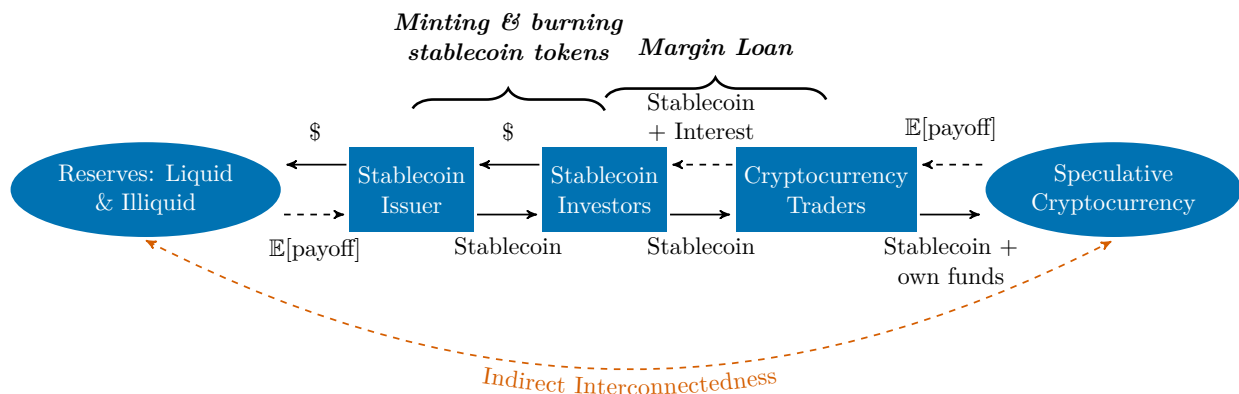 Minting & burning
stablecoin tokens
Margin Loan
$
$
Stablecoin
+ Interest
𝔼[payoff]
Reserves: Liquid
& Illiquid
Stablecoin
Issuer
Stablecoin
Investors
Cryptocurrency
Traders
Speculative
Cryptocurrency
𝔼[payoff]
Stablecoin
Stablecoin
Stablecoin +
own funds
Indirect Interconnectedness